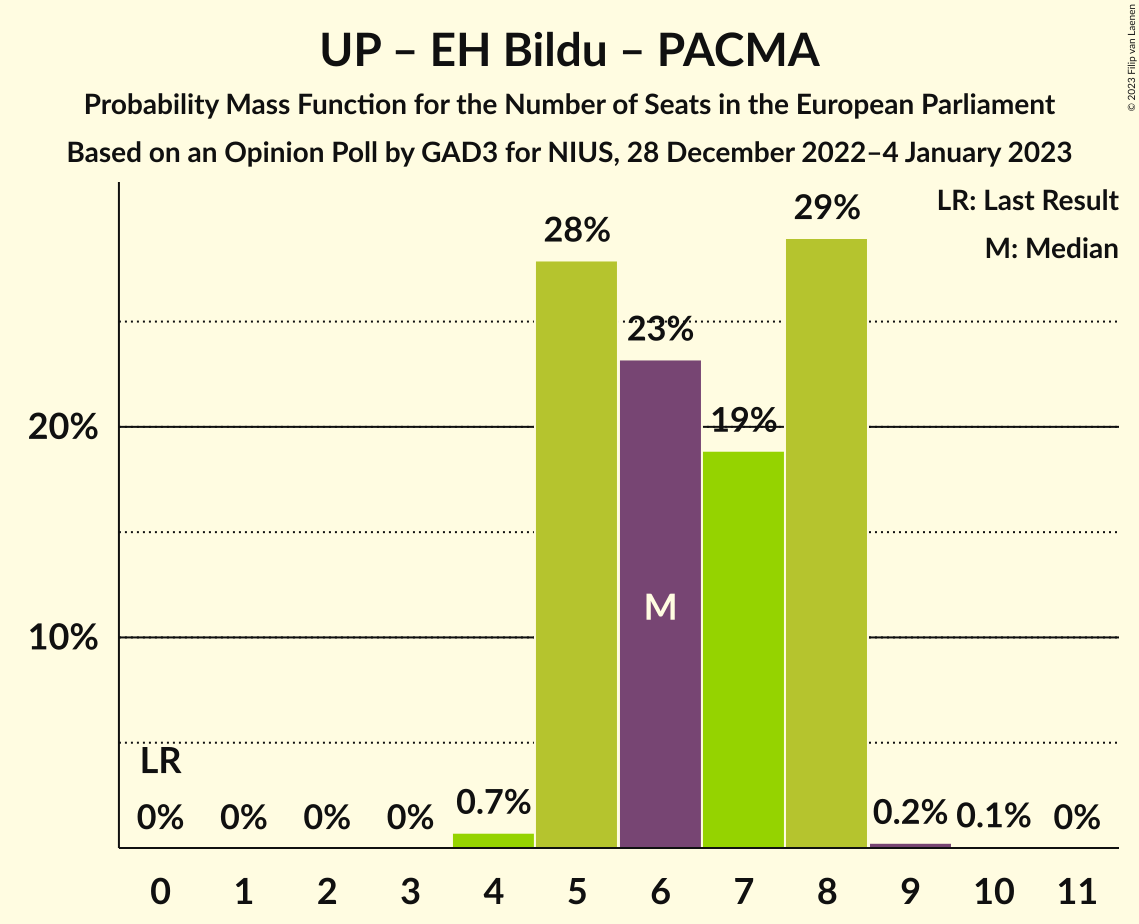 UP – EH Bildu – PACMA
Probability Mass Function for the Number of Seats in the European Parliament
Based on an Opinion Poll by GAD3 for NIUS, 28 December 2022–4 January 2023
© 2023 Filip van Laenen
LR: Last Result
M: Median
29%
28%
23%
20%
19%
M
10%
LR
0% 0% 0% 0% 0.7% 0.2% 0.1% 0%
0 1 2 3 4 5 6 7 8 9 10 11